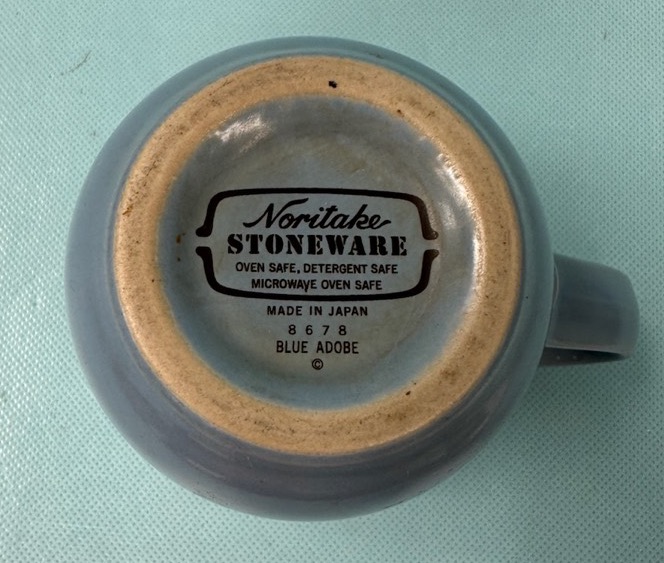 Noritake
STONEWARE
OVEN SAFE, DETERGENT SAFE
MICROWAVE OVEN SAFE
MADE IN JAPAN
8678
BLUE ADOBE
©